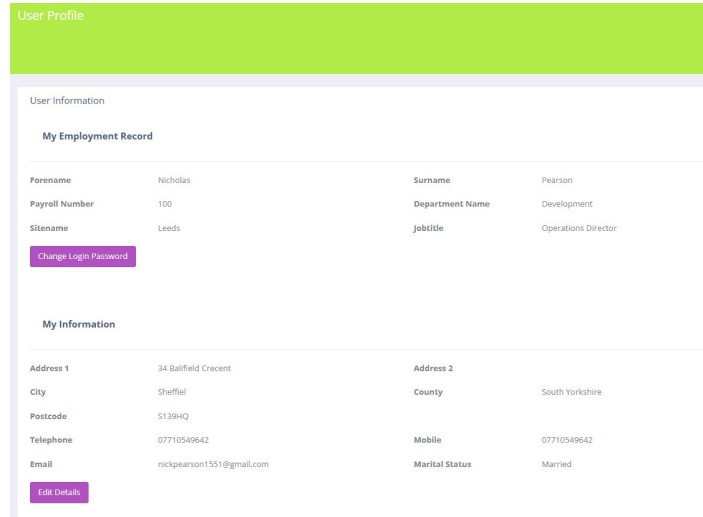 User Profile
User Information
My Employment Record
Forename Nicholas Surname Pearson
Payroll Number 100 Department Name Development
Sitename Leeds Jobtitle Operations Director
Change Login Password
My Information
Address 1 34 Balifield Crecent Address 2
City Sheffiel County South Yorkshire
Postcode S139HQ
Telephone 07710549642 Mobile 07710549642
Email nickpearson1551@gmail.com Marital Status Married
Edit Details